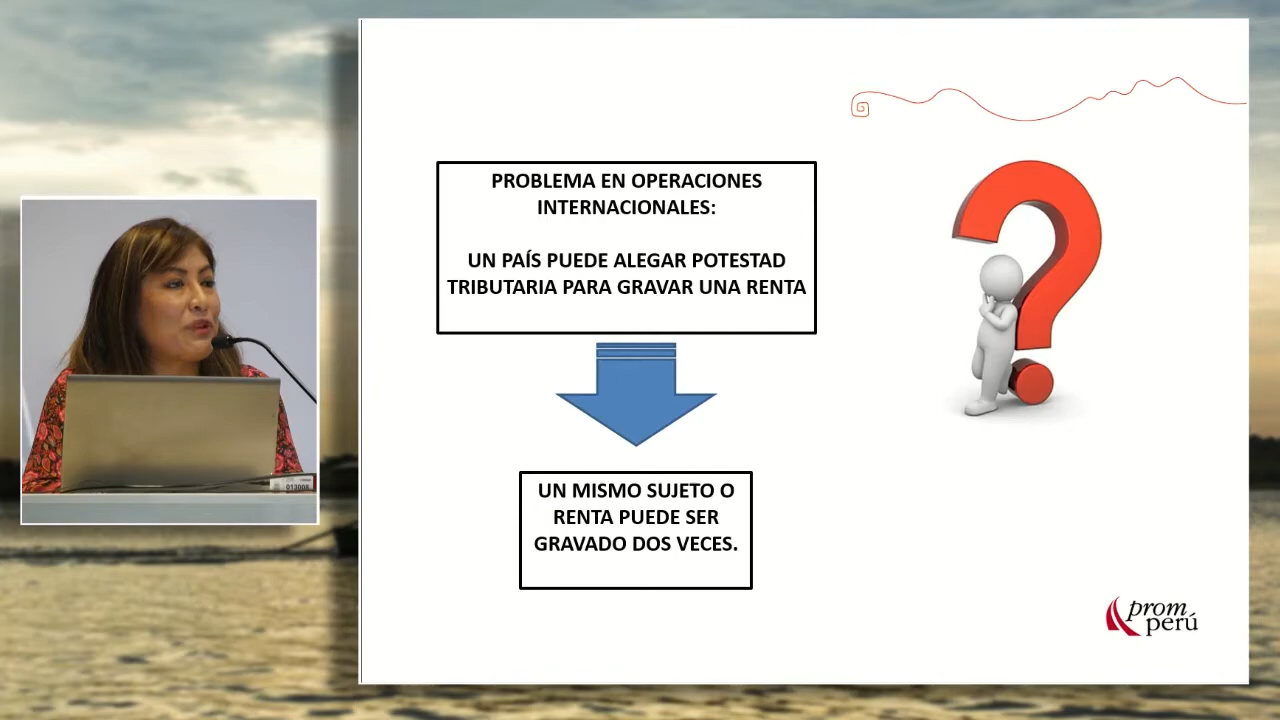 PROBLEMA EN OPERACIONES
INTERNACIONALES:
UN PAÍS PUEDE ALEGAR POTESTAD
TRIBUTARIA PARA GRAVAR UNA RENTA
UN MISMO SUJETO O
RENTA PUEDE SER
GRAVADO DOS VECES.
prom
perú
013008